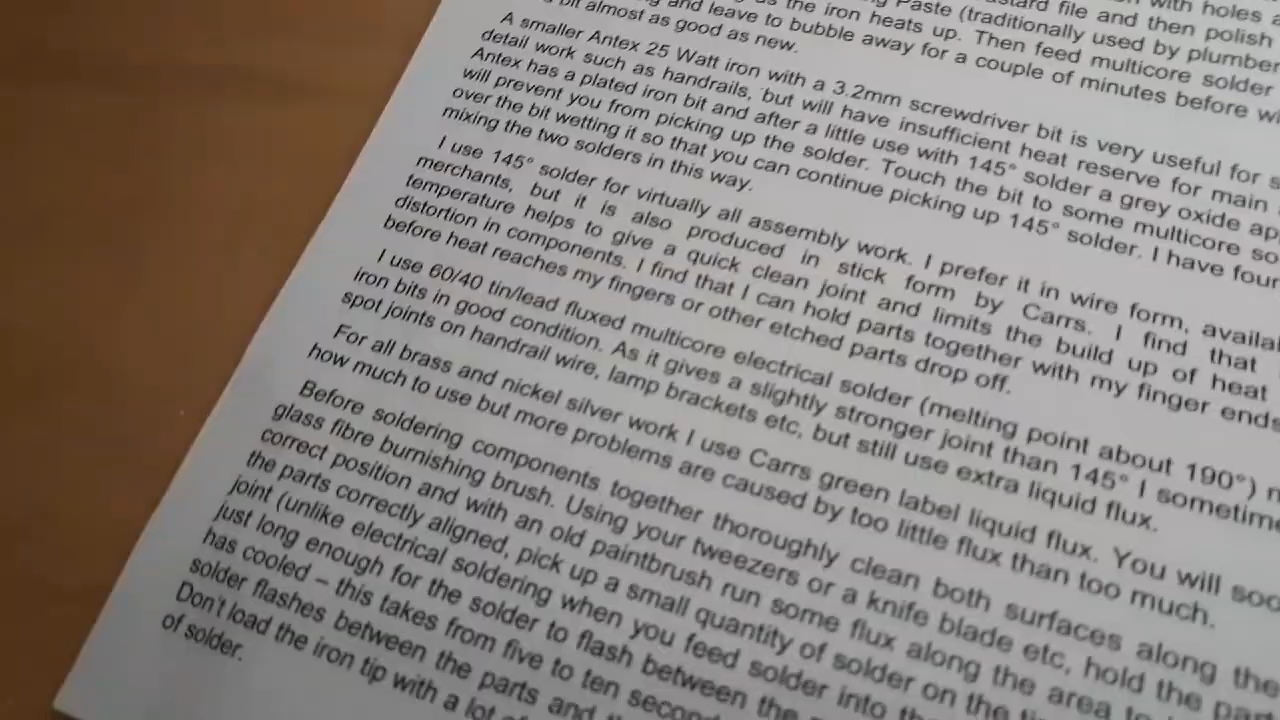 with holes a
ustard file and then polish
g Paste (traditionally used by plumber
s the iron heats up. Then feed multicore solder
g and leave to bubble away for a couple of minutes before wi
bit almost as good as new.
A smaller Antex 25 Watt iron with a 3.2mm screwdriver bit is very useful for s
detail work such as handrails, but will have insufficient heat reserve for main
Antex has a plated iron bit and after a little use with 145° solder a grey oxide ap
will prevent you from picking up the solder. Touch the bit to some multicore so
over the bit wetting it so that you can continue picking up 145° solder. I have four
mixing the two solders in this way.
I use 145° solder for virtually all assembly work. I prefer it in wire form, availa
merchants, but it is also produced in stick form by Carrs. I find that
temperature helps to give a quick clean joint and limits the build up of heat
distortion in components. I find that I can hold parts together with my finger ends
before heat reaches my fingers or other etched parts drop off.
I use 60/40 tin/lead fluxed multicore electrical solder (melting point about 190°) m
iron bits in good condition. As it gives a slightly stronger joint than 145° I sometime
spot joints on handrail wire, lamp brackets etc, but still use extra liquid flux.
For all brass and nickel silver work I use Carrs green label liquid flux. You will soo
how much to use but more problems are caused by too little flux than too much.
Before soldering components together thoroughly clean both surfaces along the
glass fibre burnishing brush. Using your tweezers or a knife blade etc, hold the part
correct position and with an old paintbrush run some flux along the area to
the parts correctly aligned, pick up a small quantity of solder on the ti
joint (unlike electrical soldering when you feed solder into th
just long enough for the solder to flash between the
has cooled – this takes from five to ten second
solder flashes between the parts and th
Don't load the iron tip with a lot of
of solder.